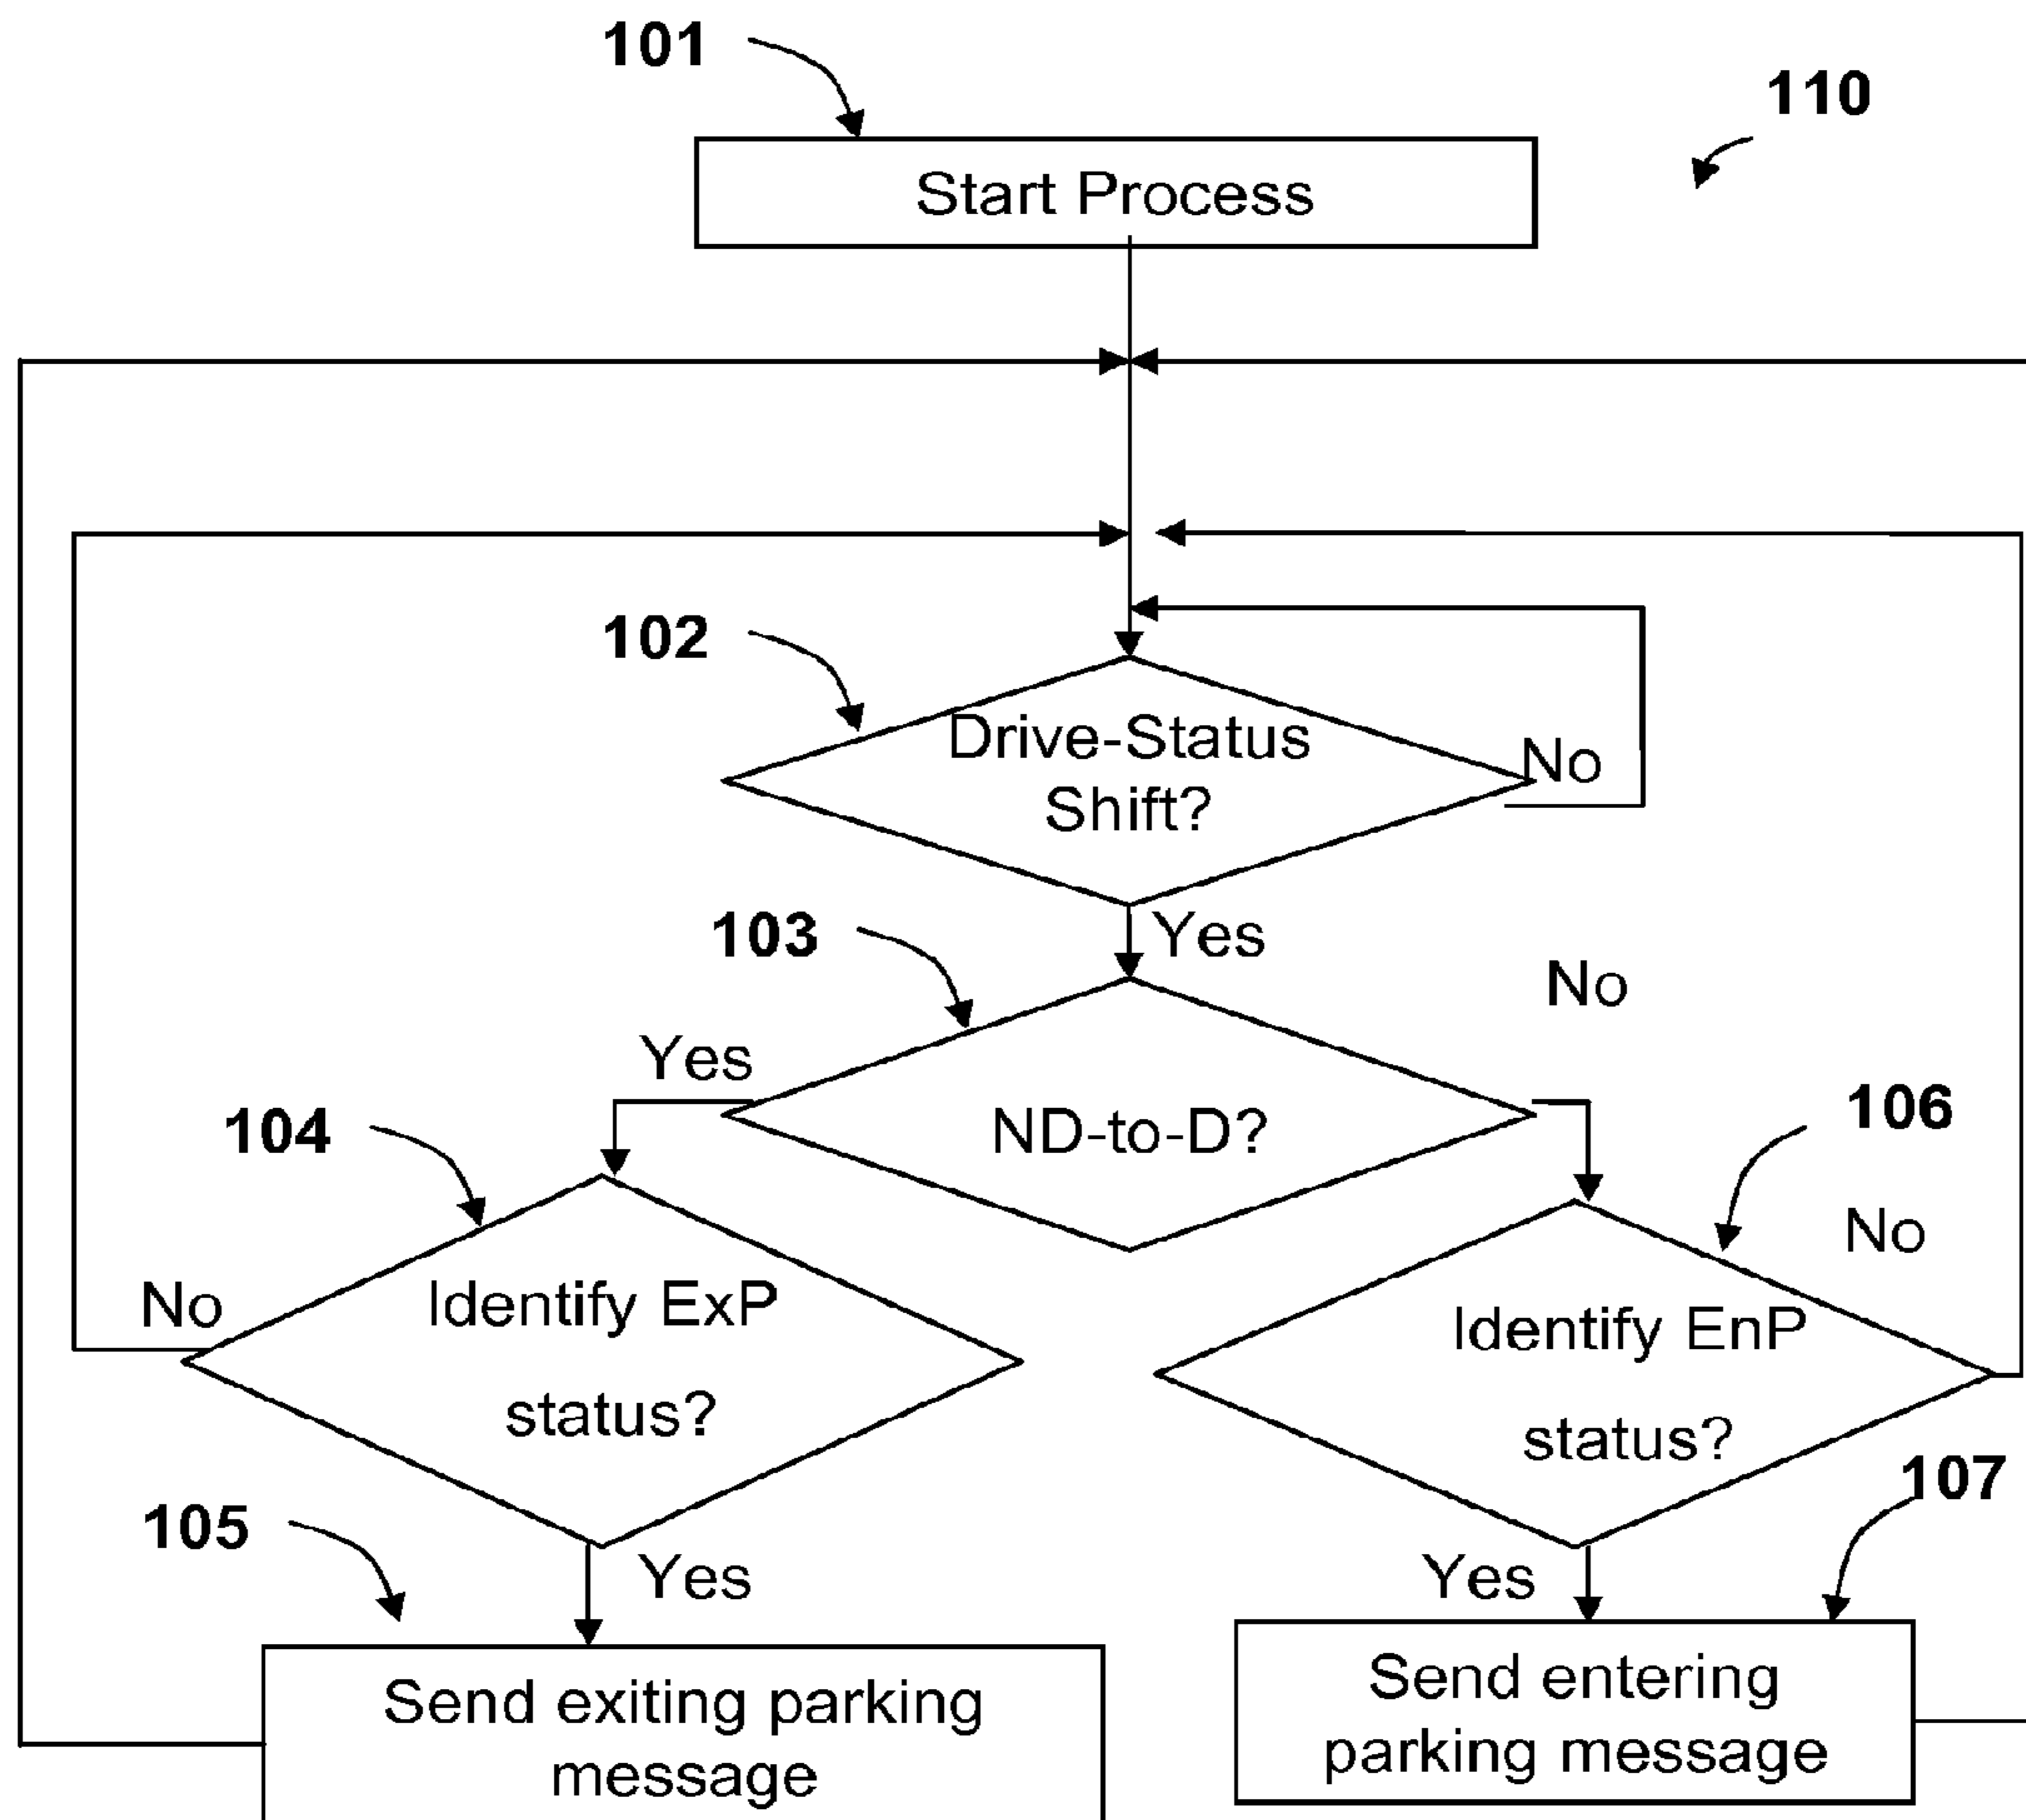 101
110
Start Process
102
Drive-Status
Shift?
No
103
Yes
No
Yes
ND-to-D?
104
106
No
No
Identify ExP
status?
Identify EnP
status?
105
107
Yes
Yes
Send exiting parking
message
Send entering
parking message